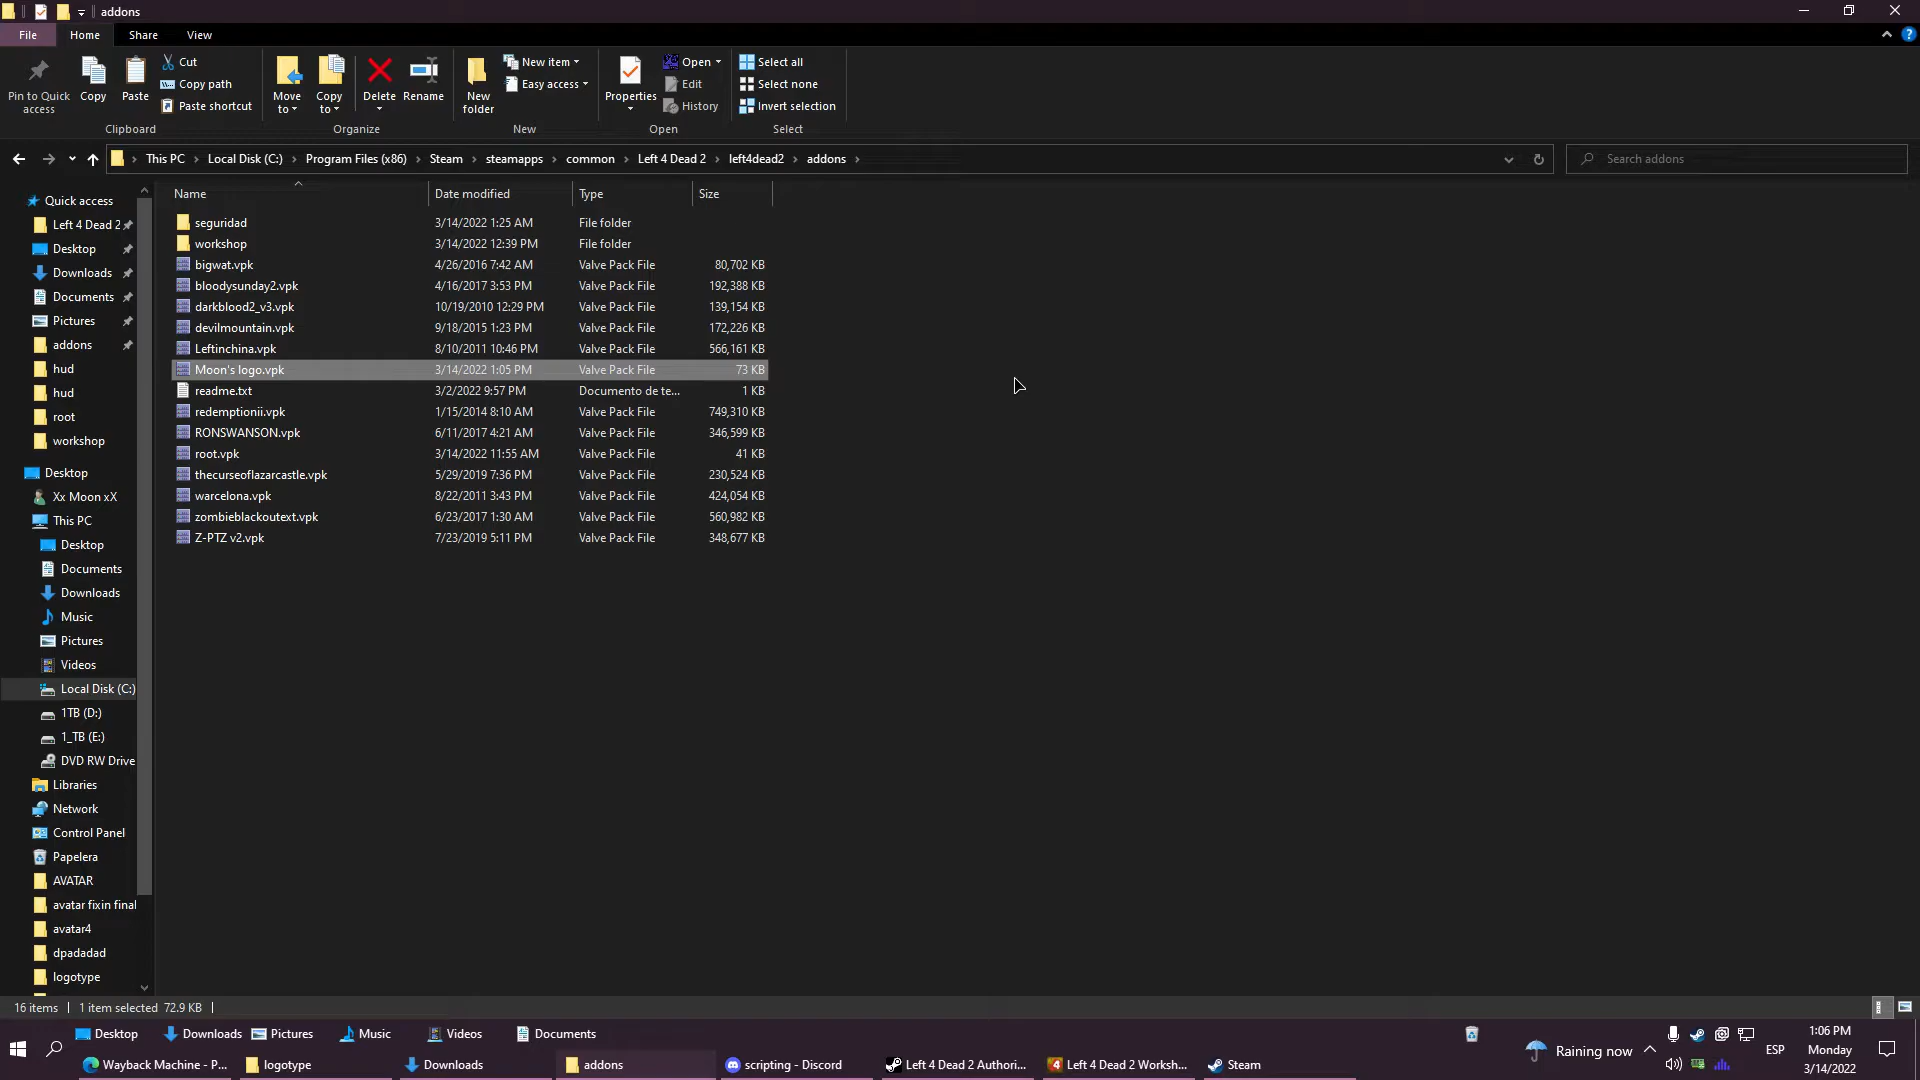 addons
File Home Share View
Pin to Quick access
Copy
Paste
Cut
Copy path
Paste shortcut
Clipboard
Move to
Copy to
Delete
Rename
Organize
New folder
New item
Easy access
New
Properties
Open
Edit
History
Open
Select all
Select none
Invert selection
Select
This PC Local Disk (C:) Program Files (x86) Steam steamapps common Left 4 Dead 2 left4dead2 addons
Search addons
Quick access
Left 4 Dead 2
Desktop
Downloads
Documents
Pictures
addons
hud
hud
root
workshop
Desktop
Xx Moon xX
This PC
Desktop
Documents
Downloads
Music
Pictures
Videos
Local Disk (C:)
1TB (D:)
1_TB (E:)
DVD RW Drive
Libraries
Network
Control Panel
Papelera
AVATAR
avatar fixin final
avatar4
dpadadad
logotype
Name Date modified Type Size
seguridad 3/14/2022 1:25 AM File folder
workshop 3/14/2022 12:39 PM File folder
bigwat.vpk 4/26/2016 7:42 AM Valve Pack File 80,702 KB
bloodysunday2.vpk 4/16/2017 3:53 PM Valve Pack File 192,388 KB
darkblood2_v3.vpk 10/19/2010 12:29 PM Valve Pack File 139,154 KB
devilmountain.vpk 9/18/2015 1:23 PM Valve Pack File 172,226 KB
Leftinchina.vpk 8/10/2011 10:46 PM Valve Pack File 566,161 KB
Moon's logo.vpk 3/14/2022 1:05 PM Valve Pack File 73 KB
readme.txt 3/2/2022 9:57 PM Documento de te... 1 KB
redemptionii.vpk 1/15/2014 8:10 AM Valve Pack File 749,310 KB
RONSWANSON.vpk 6/11/2017 4:21 AM Valve Pack File 346,599 KB
root.vpk 3/14/2022 11:55 AM Valve Pack File 41 KB
thecurseoflazarcastle.vpk 5/29/2019 7:36 PM Valve Pack File 230,524 KB
warcelona.vpk 8/22/2011 3:43 PM Valve Pack File 424,054 KB
zombieblackoutext.vpk 6/23/2017 1:30 AM Valve Pack File 560,982 KB
Z-PTZ v2.vpk 7/23/2019 5:11 PM Valve Pack File 348,677 KB
16 items 1 item selected 72.9 KB
Desktop Downloads Pictures Music Videos Documents
Wayback Machine - P... logotype Downloads addons scripting - Discord Left 4 Dead 2 Authori... Left 4 Dead 2 Worksh... Steam
Raining now
ESP
1:06 PM
Monday
3/14/2022